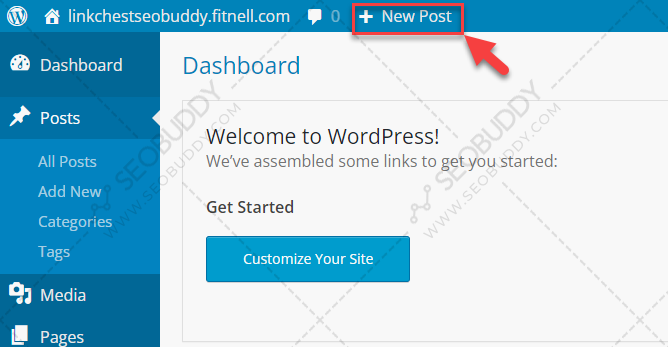 linkchestseobuddy.fitnell.com 0 + New Post
Dashboard
Dashboard
Posts
Welcome to WordPress!
We've assembled some links to get you started:
All Posts
Add New
Get Started
Categories
Tags
Customize Your Site
Media
Pages
SEOBUDDY.COM
SEOBUDDY.COM
SEOBUDDY.COM
SEOBUDDY.COM